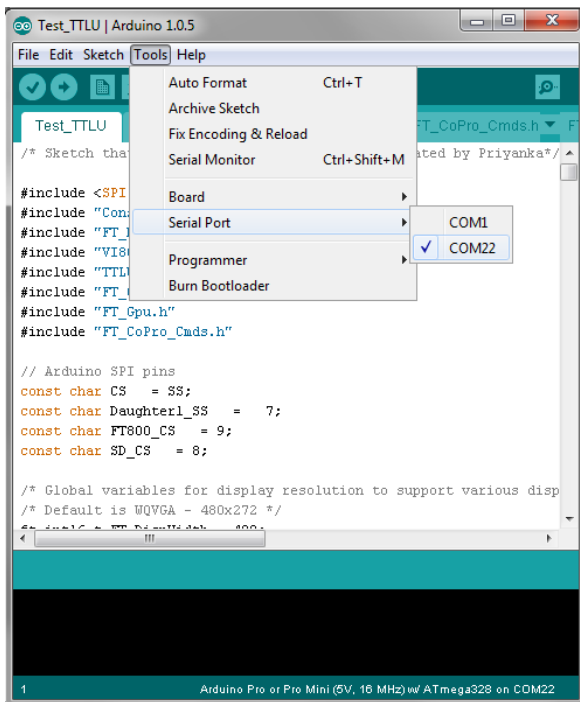 Test_TTLU | Arduino 1.0.5
File Edit Sketch Tools Help
Auto Format Ctrl+T
Archive Sketch
Fix Encoding & Reload
Serial Monitor Ctrl+Shift+M
Board
Serial Port
COM1
COM22
Programmer
Burn Bootloader
Test_TTLU FT_CoPro_Cmds.h F
/* Sketch tha ated by Priyanka*/
#include <SPI
#include "Con
#include "FT_
#include "VI8
#include "TTL
#include "FT_
#include "FT_Gpu.h"
#include "FT_CoPro_Cmds.h"
// Arduino SPI pins
const char CS = SS;
const char Daughter1_SS = 7;
const char FT800_CS = 9;
const char SD_CS = 8;
/* Global variables for display resolution to support various disp
/* Default is WQVGA - 480x272 */
1 Arduino Pro or Pro Mini (5V, 16 MHz) w/ ATmega328 on COM22